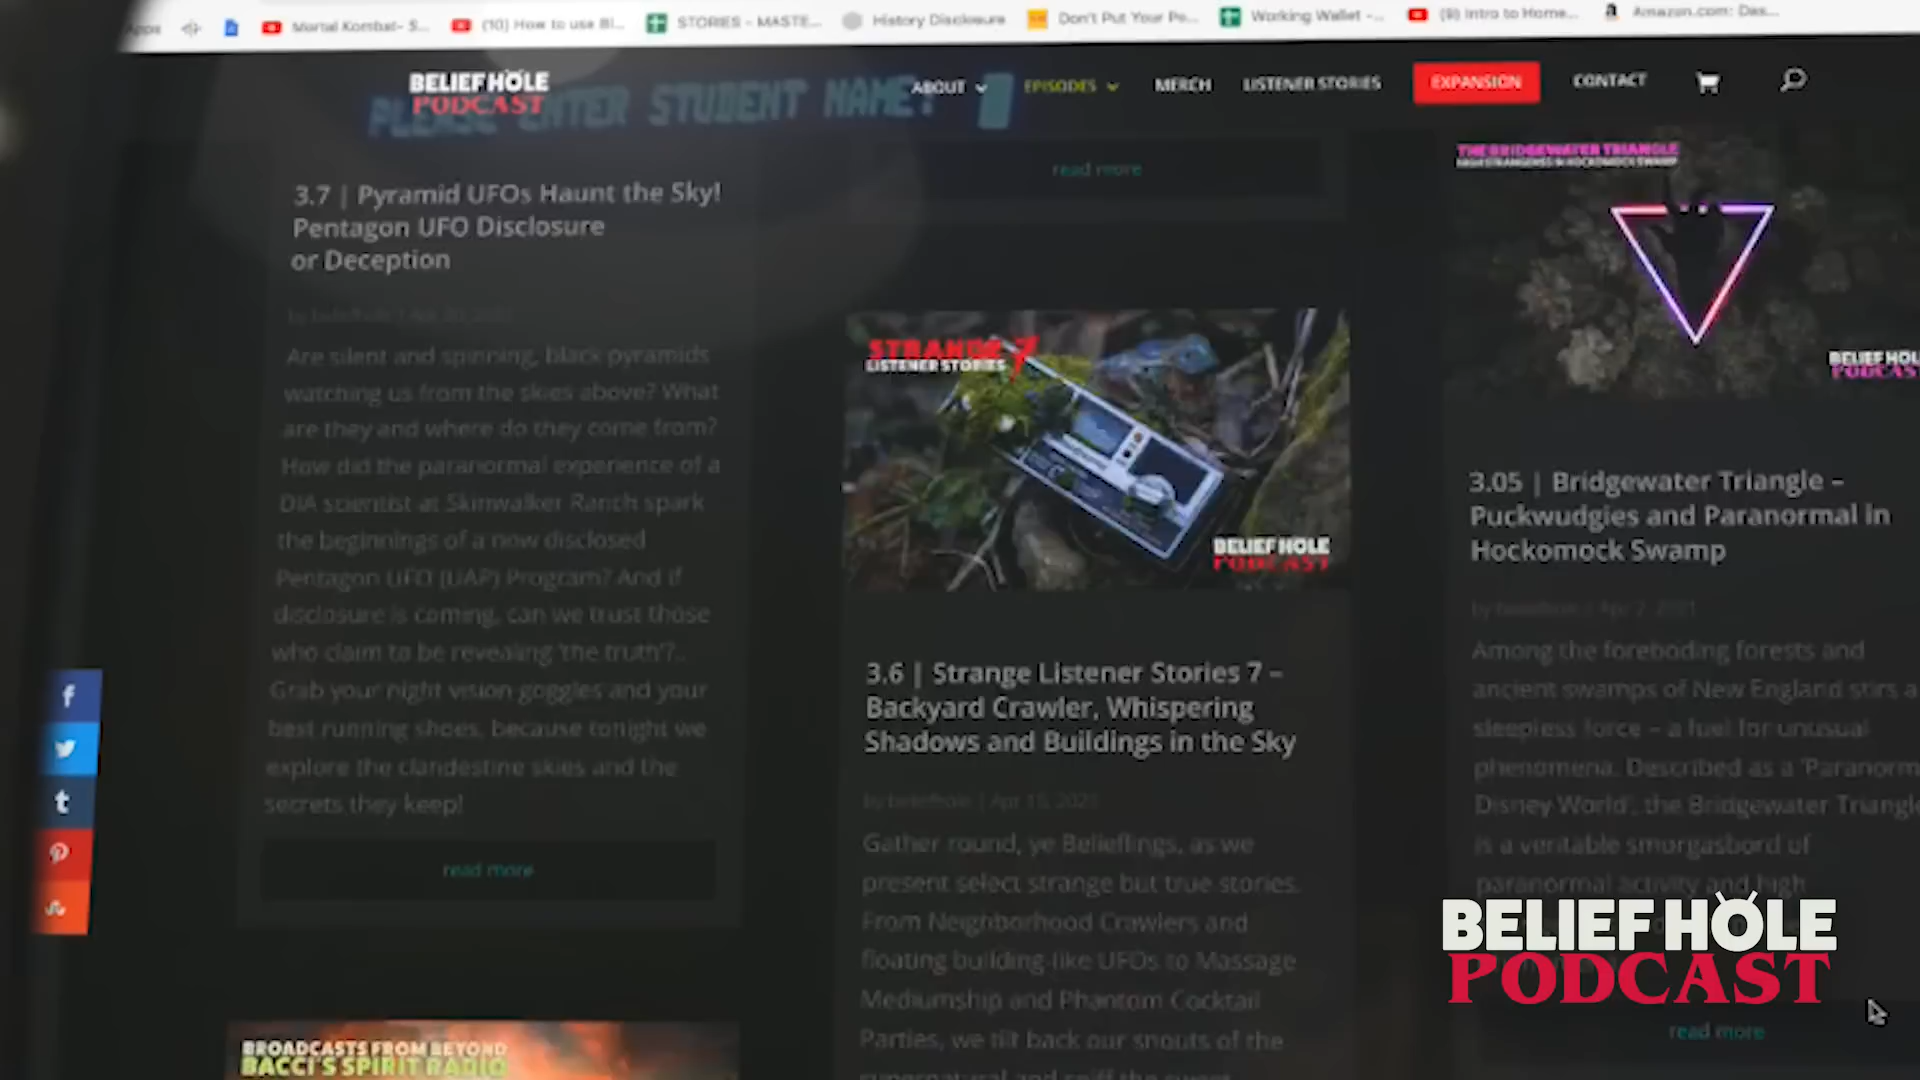 Apps
Mortal Kombat- S...
(10) How to use Bl...
STORIES - MASTE...
History Disclosure
Don't Put Your Pe...
Working Wallet -...
(9) Intro to Home...
Amazon.com: Das...
BELIEF HOLE
PODCAST
PLEASE ENTER STUDENT NAME:
ABOUT
EPISODES
MERCH
LISTENER STORIES
EXPANSION
CONTACT
3.7 | Pyramid UFOs Haunt the Sky!
Pentagon UFO Disclosure
or Deception
Are silent and spinning, black pyramids
watching us from the skies above? What
are they and where do they come from?
How did the paranormal experience of a
DIA scientist at Skinwalker Ranch spark
the beginnings of a now disclosed
Pentagon UFO (UAP) Program? And if
disclosure is coming, can we trust those
who claim to be revealing 'the truth'?..
Grab your night vision goggles and your
best running shoes, because tonight we
explore the clandestine skies and the
secrets they keep!
read more
BROADCASTS FROM BEYOND
BACCI'S SPIRIT RADIO
read more
STRANGE 7
LISTENER STORIES
BELIEF HOLE
PODCAST
3.6 | Strange Listener Stories 7 –
Backyard Crawler, Whispering
Shadows and Buildings in the Sky
by beliefhole | Apr 15, 2021
Gather round, ye Belieflings, as we
present select strange but true stories.
From Neighborhood Crawlers and
floating building-like UFOs to Massage
Mediumship and Phantom Cocktail
Parties, we tilt back our snouts of the
supernatural and sniff the sweet
THE BRIDGEWATER TRIANGLE
HIGH STRANGENESS IN HOCKOMOCK SWAMP
BELIEF HOL
PODCAS
3.05 | Bridgewater Triangle –
Puckwudgies and Paranormal in
Hockomock Swamp
by beliefhole | Apr 2, 2021
Among the foreboding forests and
ancient swamps of New England stirs a
sleepless force – a fuel for unusual
phenomena. Described as a 'Paranorm
Disney World', the Bridgewater Triangle
is a veritable smorgasbord of
paranormal activity and high
read more
BELIEF HOLE
PODCAST